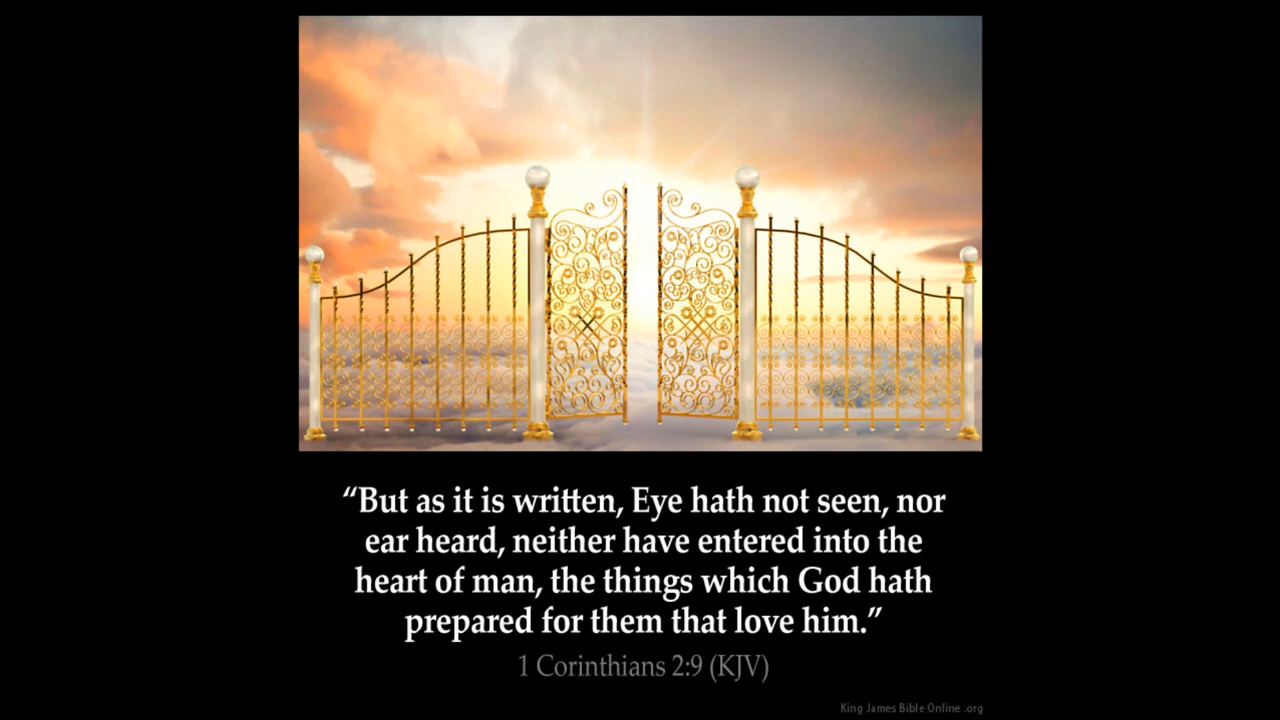 “But as it is written, Eye hath not seen, nor
ear heard, neither have entered into the
heart of man, the things which God hath
prepared for them that love him.”
1 Corinthians 2:9 (KJV)
King James Bible Online .org